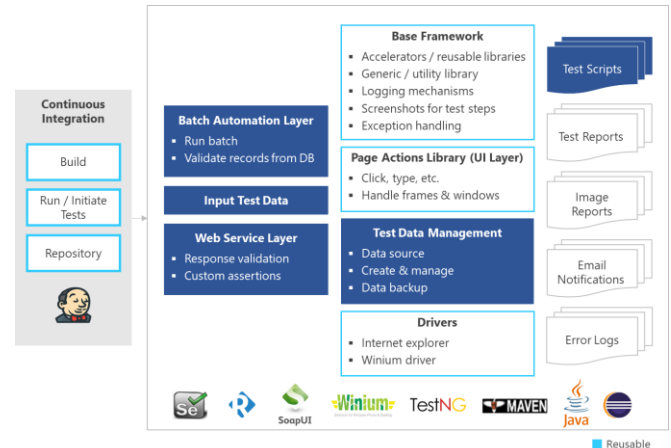 Continuous
Integration
Build
Run / Initiate
Tests
Repository
Batch Automation Layer
Run batch
Validate records from DB
Input Test Data
Web Service Layer
Response validation
Custom assertions
Base Framework
Accelerators / reusable libraries
Generic / utility library
Logging mechanisms
Screenshots for test steps
Exception handling
Page Actions Library (UI Layer)
Click, type, etc.
Handle frames & windows
Test Data Management
Data source
Create & manage
Data backup
Drivers
Internet explorer
Winium driver
Test Scripts
Test Reports
Image
Reports
Email
Notifications
Error Logs
Se
SoapUI
Winium
TestNG
MAVEN
Java
Reusable